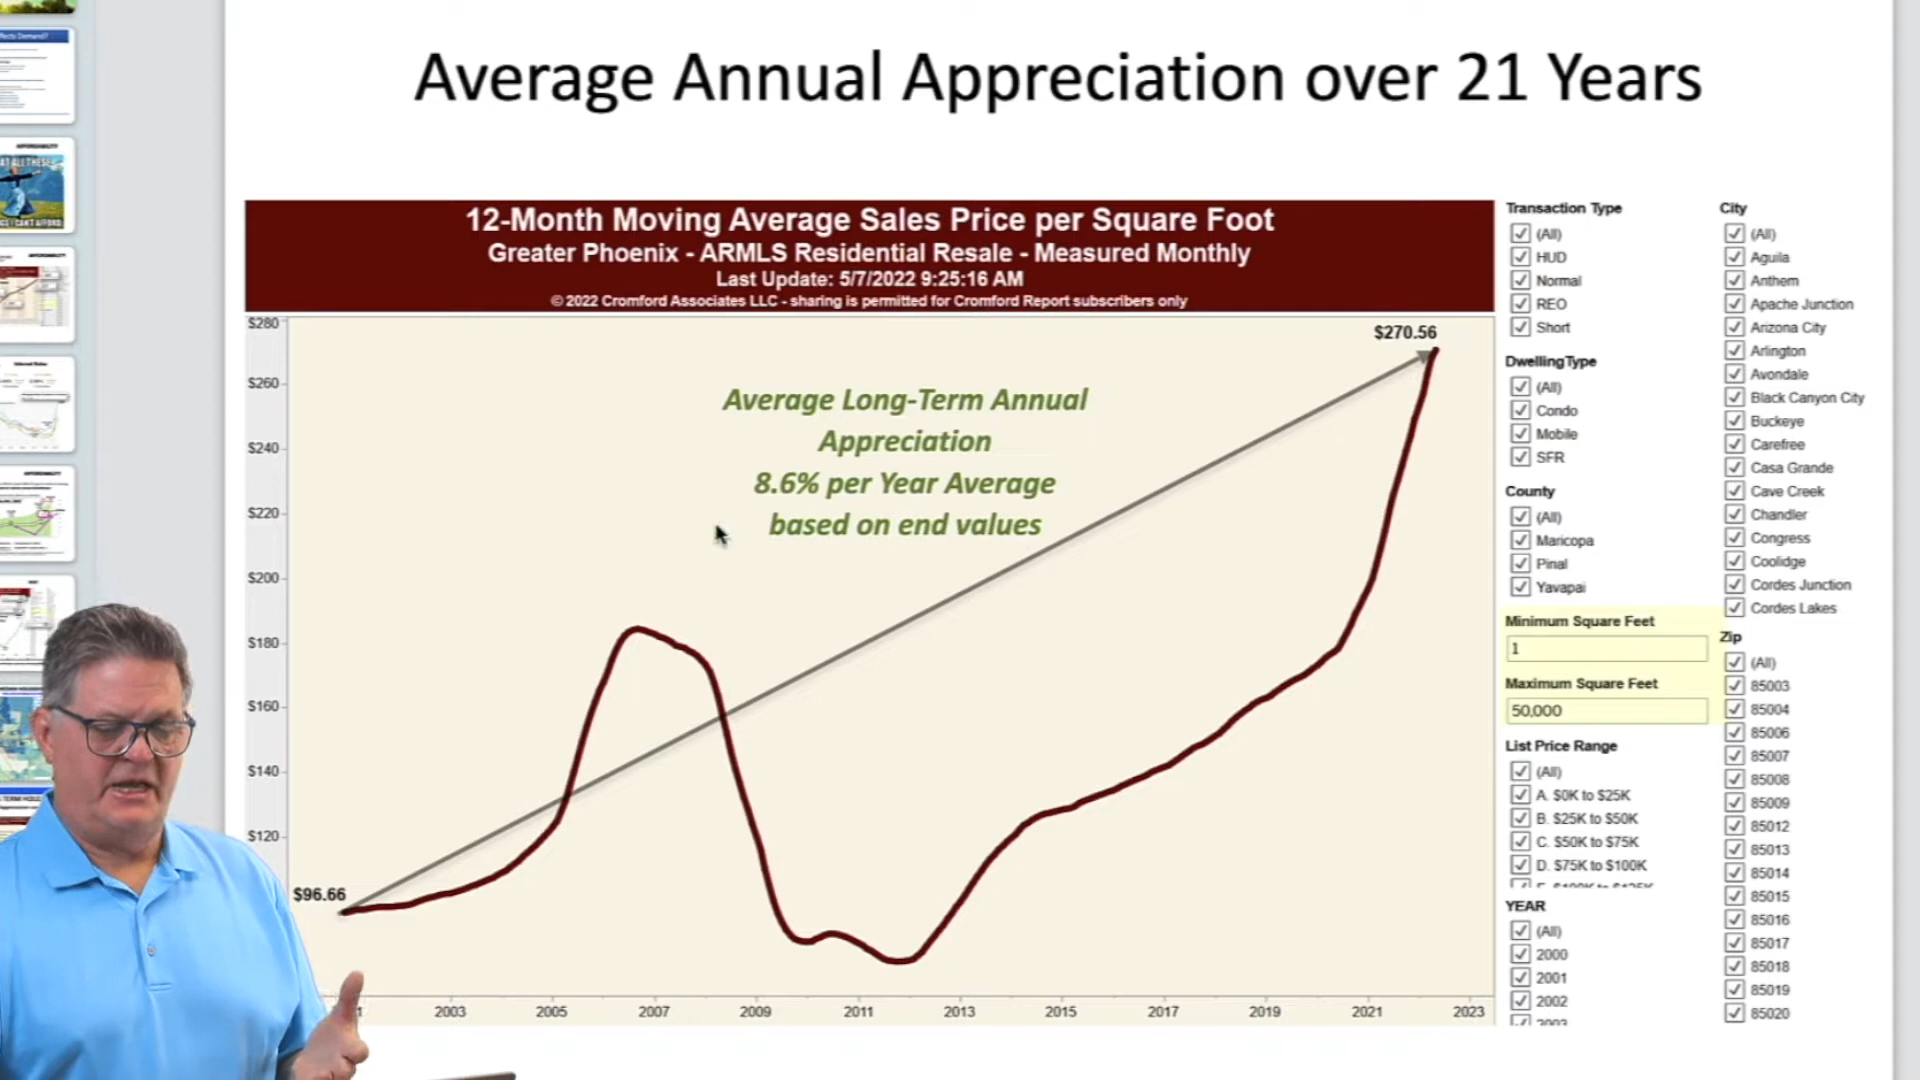 Average Annual Appreciation over 21 Years
12-Month Moving Average Sales Price per Square Foot
Greater Phoenix - ARMLS Residential Resale - Measured Monthly
Last Update: 5/7/2022 9:25:16 AM
© 2022 Cromford Associates LLC - sharing is permitted for Cromford Report subscribers only
$280
$260
$240
$220
$200
$180
$160
$140
$120
$270.56
Average Long-Term Annual
Appreciation
8.6% per Year Average
based on end values
$96.66
2003 2005 2007 2009 2011 2013 2015 2017 2019 2021 2023
Transaction Type
(All)
HUD
Normal
REO
Short
DwellingType
(All)
Condo
Mobile
SFR
County
(All)
Maricopa
Pinal
Yavapai
Minimum Square Feet
1
Maximum Square Feet
50,000
List Price Range
(All)
A. $0K to $25K
B. $25K to $50K
C. $50K to $75K
D. $75K to $100K
YEAR
(All)
2000
2001
2002
2003
City
(All)
Aguila
Anthem
Apache Junction
Arizona City
Arlington
Avondale
Black Canyon City
Buckeye
Carefree
Casa Grande
Cave Creek
Chandler
Congress
Coolidge
Cordes Junction
Cordes Lakes
Zip
(All)
85003
85004
85006
85007
85008
85009
85012
85013
85014
85015
85016
85017
85018
85019
85020